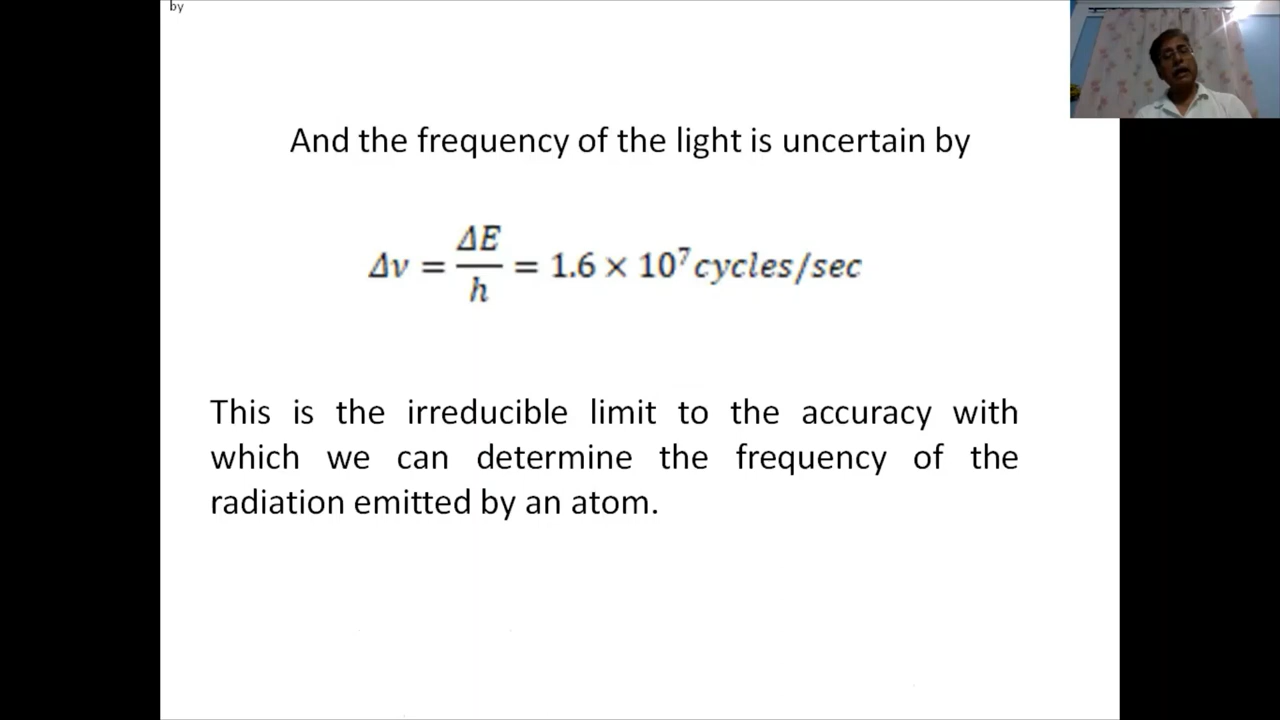 by
And the frequency of the light is uncertain by
Δν = ΔE/h = 1.6 × 10⁷ cycles/sec
This is the irreducible limit to the accuracy with
which we can determine the frequency of the
radiation emitted by an atom.